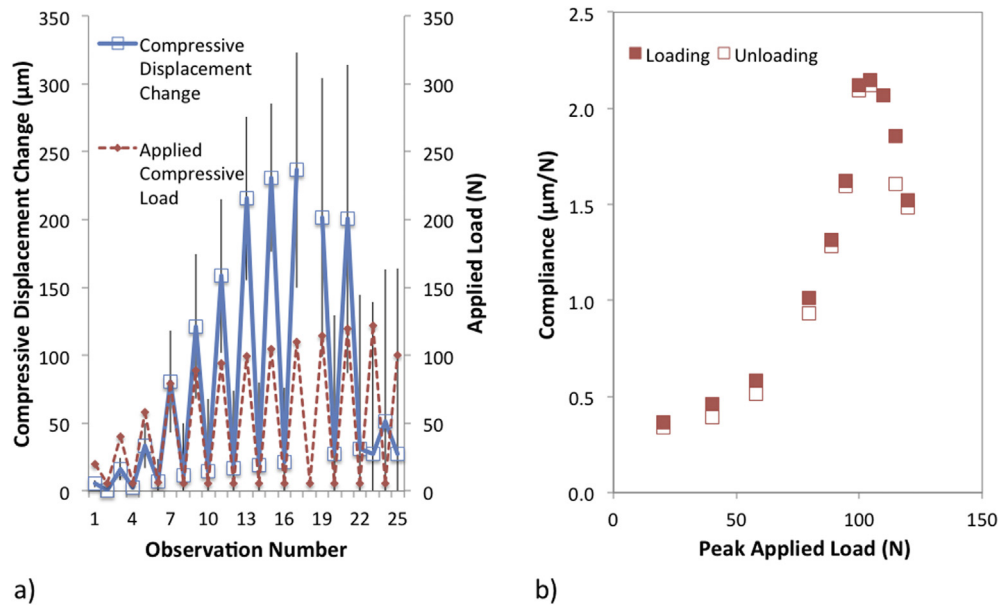 350
300
250
200
150
100
50
0
Compressive Displacement Change (µm)
Compressive
Displacement
Change
Applied
Compressive
Load
350
300
250
200
150
100
50
0
Applied Load (N)
1 4 7 10 13 16 19 22 25
Observation Number
a)
2.5
2.0
1.5
1.0
0.5
0.0
Compliance (µm/N)
Loading Unloading
0 50 100 150
Peak Applied Load (N)
b)